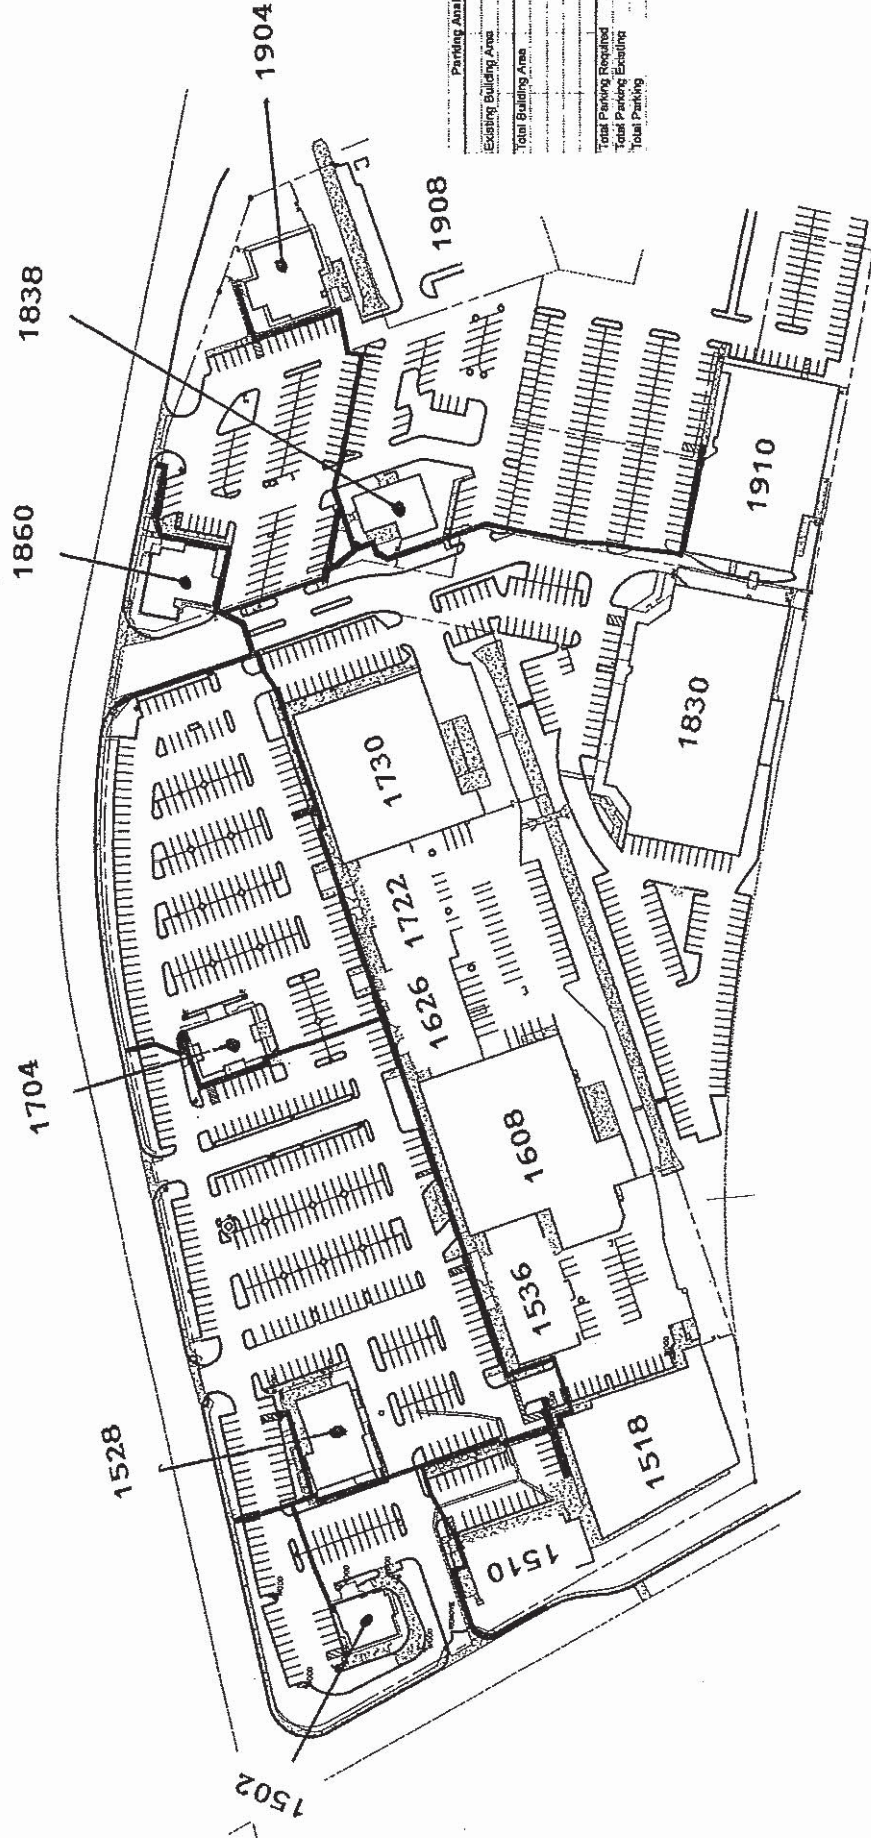 1904
Parking Anal
Existing Building Area
Total Building Area
Total Parking Required
Total Parking Existing
Total Parking
1838
1908
1860
1910
1830
1730
1722
1626
1704
1608
1536
1528
1518
1510
1502